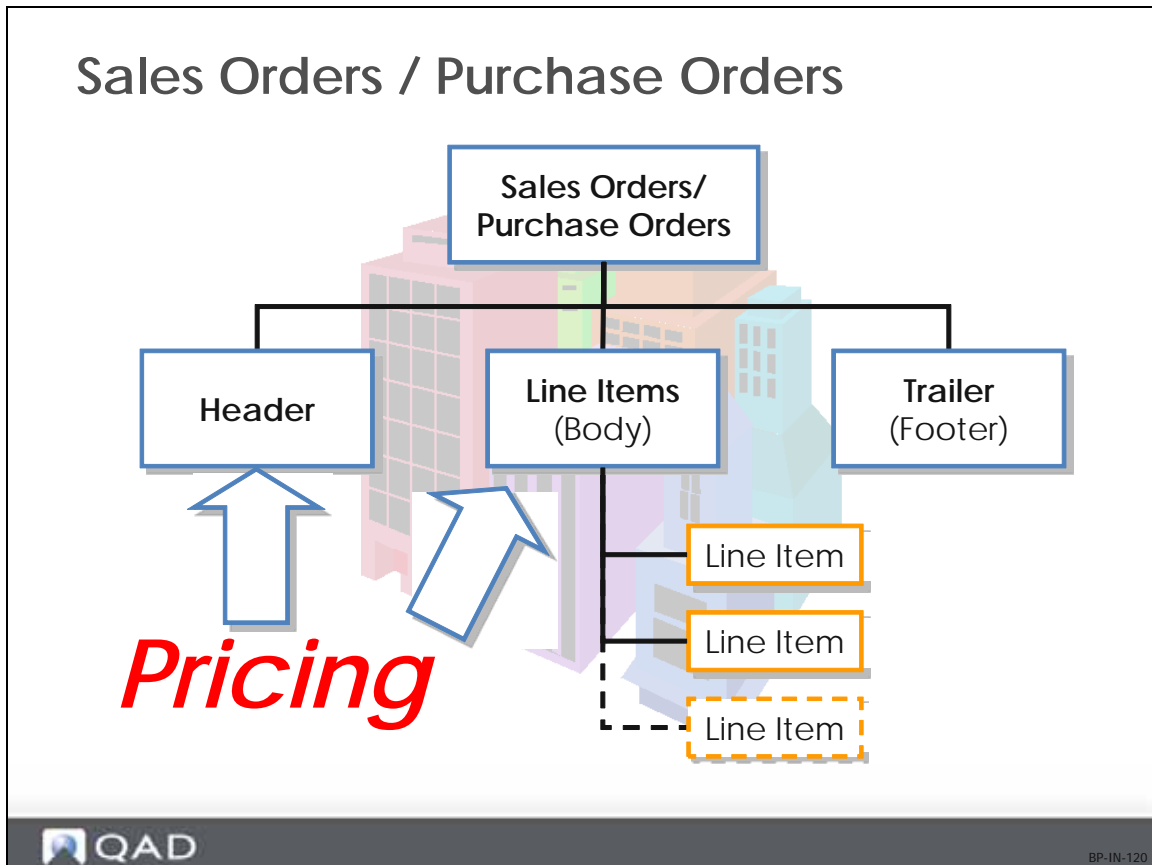 Sales Orders / Purchase Orders
Sales Orders/
Purchase Orders
Header
Line Items
(Body)
Trailer
(Footer)
Line Item
Line Item
Line Item
Pricing
QAD
BP-IN-120